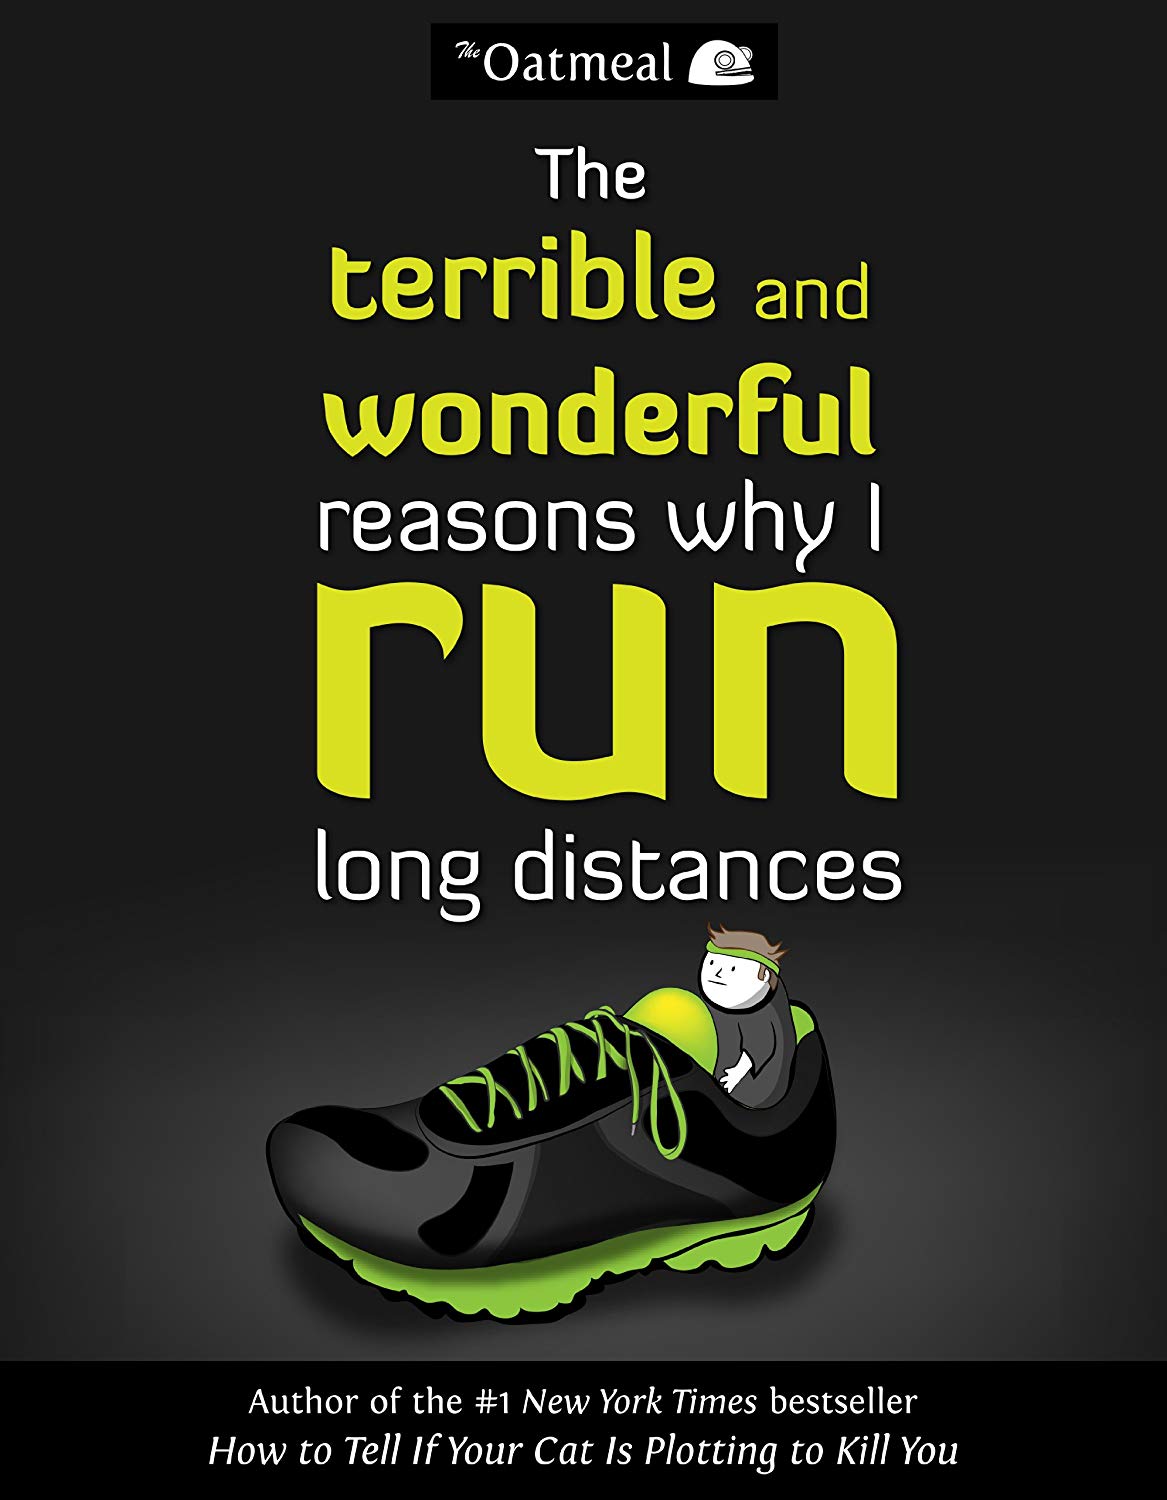 The Oatmeal
The
terrible and
wonderful
reasons why I
run
long distances
Author of the #1 New York Times bestseller
How to Tell If Your Cat Is Plotting to Kill You